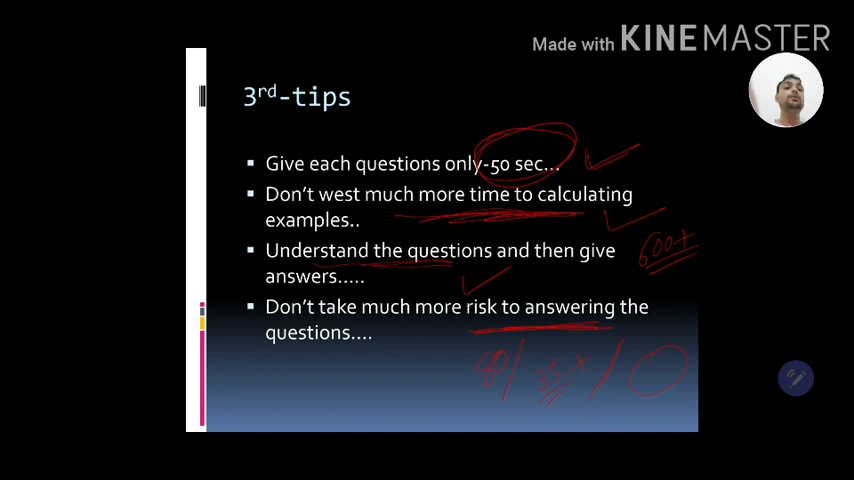 Made with KINEMASTER
3rd-tips
Give each questions only-50 sec...
Don't west much more time to calculating
examples..
Understand the questions and then give
600+
answers.....
Don't take much more risk to answering the
questions....
35+